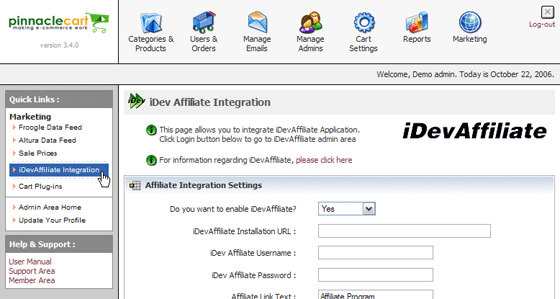 pinnaclecart
making e-commerce work
version 3.4.0
Categories & Products
Users & Orders
Manage Emails
Manage Admins
Cart Settings
Reports
Marketing
Log-out
Welcome, Demo admin. Today is October 22, 2006.
Quick Links :
Marketing
Froogle Data Feed
Altura Data Feed
Sale Prices
iDevAffiliate Integration
Cart Plug-ins
Admin Area Home
Update Your Profile
Help & Support :
User Manual
Support Area
Member Area
iDev
iDev Affiliate Integration
This page allows you to integrate iDevAffiliate Application.
Click Login button below to go to iDevAffiliate admin area
iDevAffiliate
For information regarding iDevAffiliate, please click here
Affiliate Integration Settings
Do you want to enable iDevAffiliate? Yes
iDevAffiliate Installation URL :
iDev Affiliate Username :
iDev Affiliate Password :
Affiliate Link Text : Affiliate Program